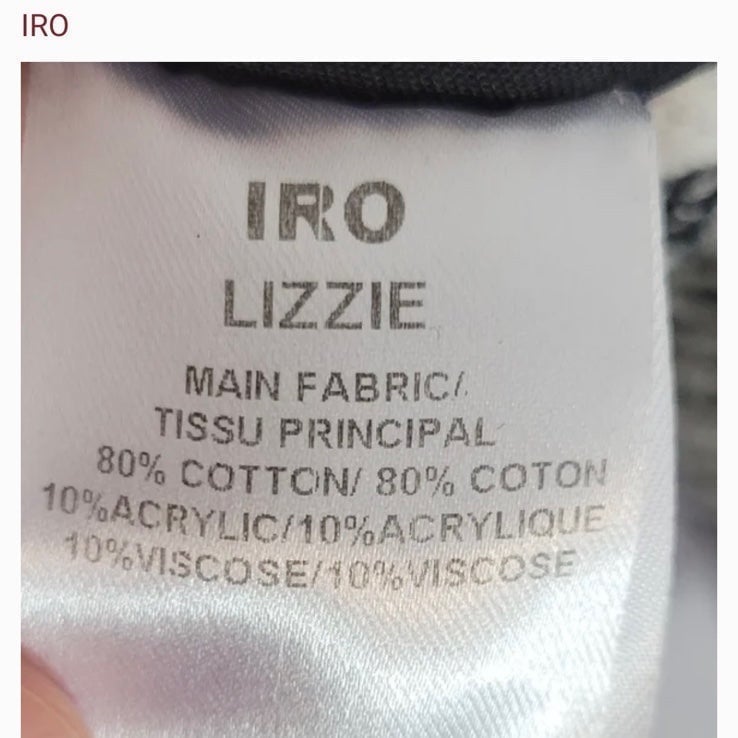 IRO
IRO
LIZZIE
MAIN FABRIC/
TISSU PRINCIPAL
80% COTTON/ 80% COTON
10%ACRYLIC/10%ACRYLIQUE
10%VISCOSE/10%VISCOSE